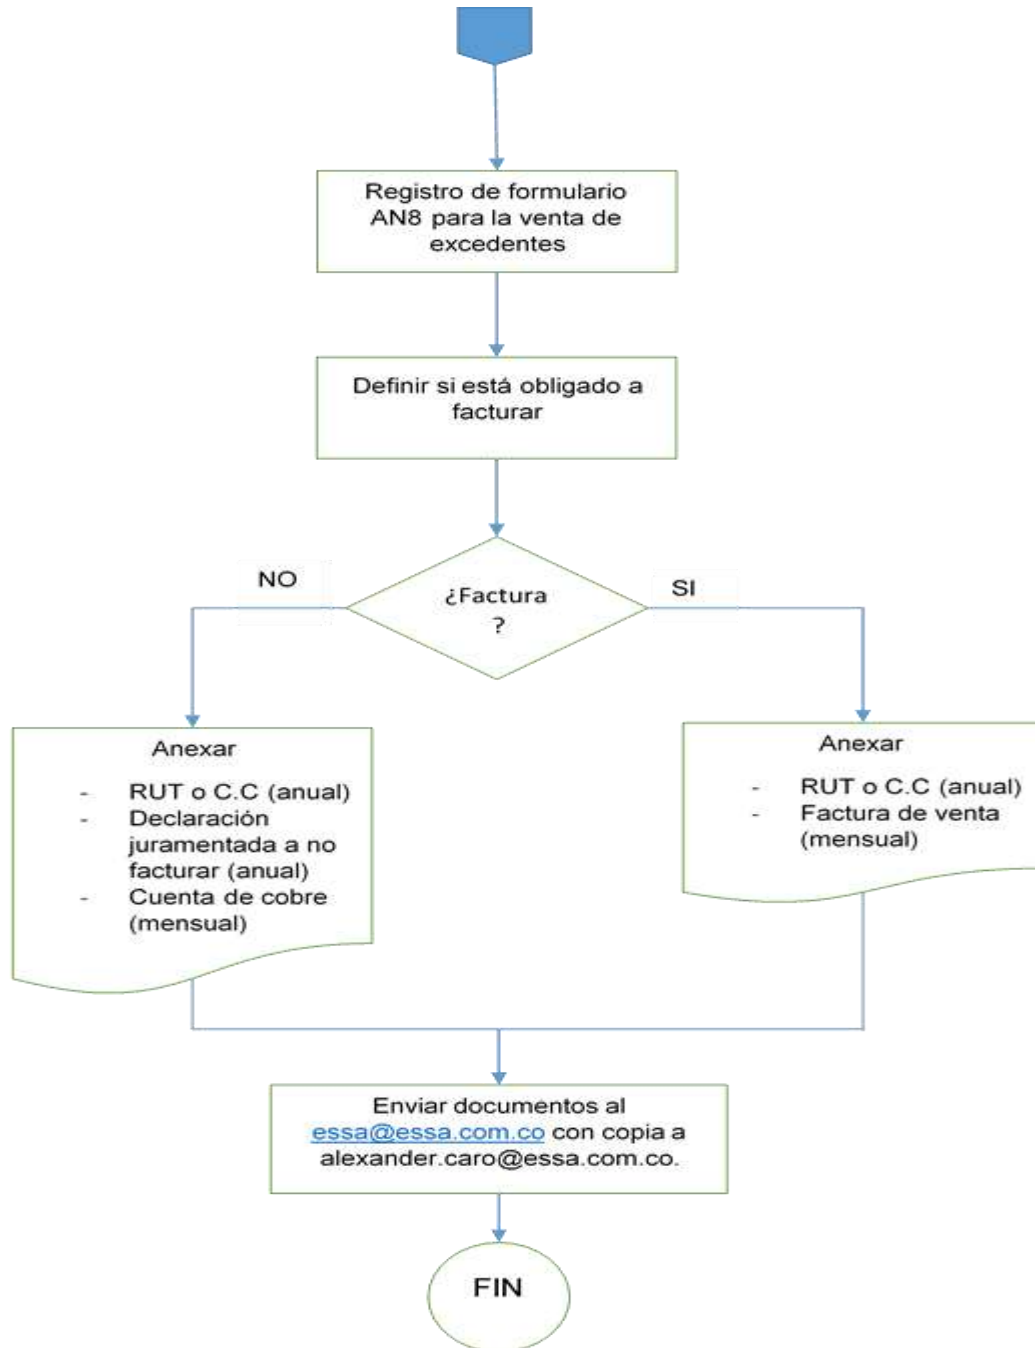 Registro de formulario
AN8 para la venta de
excedentes
Definir si está obligado a
facturar
¿Factura
?
NO
SI
Anexar
- RUT o C.C (anual)
- Declaración
juramentada a no
facturar (anual)
- Cuenta de cobre
(mensual)
Anexar
- RUT o C.C (anual)
- Factura de venta
(mensual)
Enviar documentos al
essa@essa.com.co con copia a
alexander.caro@essa.com.co.
FIN